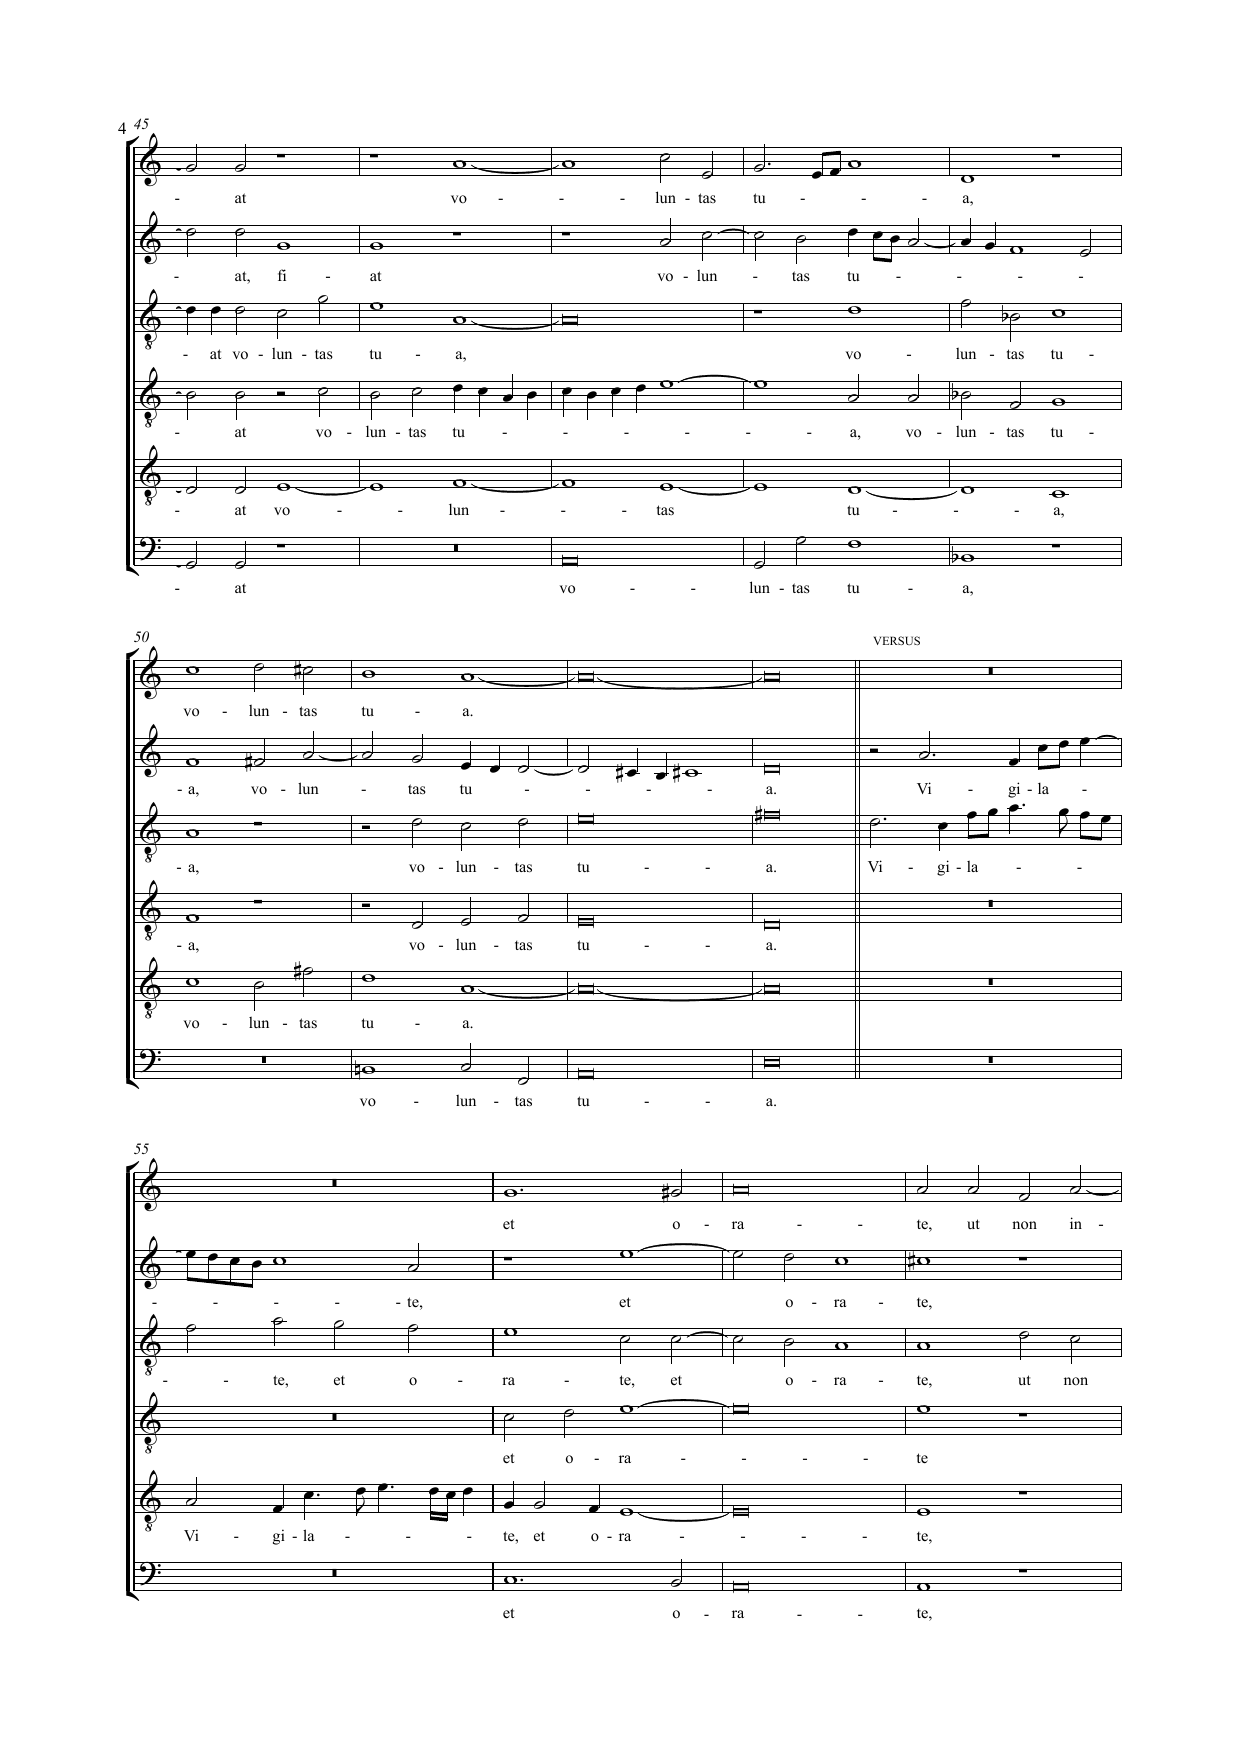 4 45
- at vo - - - lun - tas tu - - - a,
- at, fi - at vo - lun - tas tu - - - - -
- at vo - lun - tas tu - a, vo - lun - tas tu -
- at vo - lun - tas tu - - - - - - a, vo - lun - tas tu -
- at vo - - lun - - - tas tu - - - a,
- at vo - - lun - tas tu - a,
50 VERSUS
vo - lun - tas tu - a.
- a, vo - lun - tas tu - - - - a. Vi - gi - la -
- a, vo - lun - tas tu - - a. Vi - gi - la - -
- a, vo - lun - tas tu - - a.
vo - lun - tas tu - a.
vo - lun - tas tu - - a.
55
et o - ra - - te, ut non in -
- - - - te, et o - ra - te,
- - te, et o - ra - te, et o - ra - te, ut non
et o - ra - - - - te
Vi - gi - la - - - te, et o - ra - - - te,
et o - ra - - te,